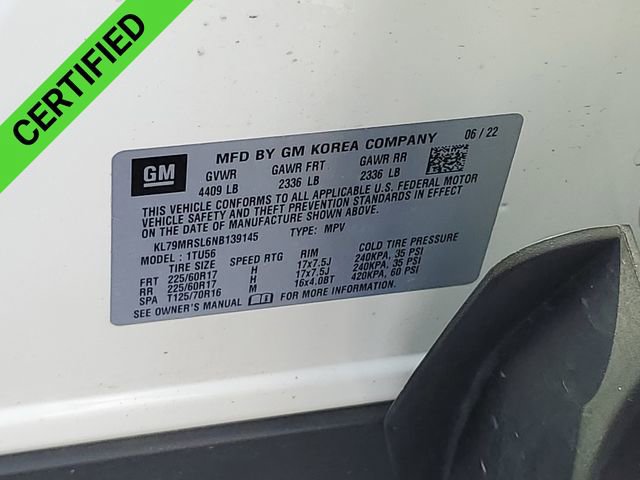 CERTIFIED
GM
MFD BY GM KOREA COMPANY 06 / 22
GVWR GAWR FRT GAWR RR
4409 LB 2336 LB 2336 LB
THIS VEHICLE CONFORMS TO ALL APPLICABLE U.S. FEDERAL MOTOR
VEHICLE SAFETY AND THEFT PREVENTION STANDARDS IN EFFECT
ON THE DATE OF MANUFACTURE SHOWN ABOVE.
KL79MRSL6NB139145 TYPE: MPV
MODEL : 1TU56
TIRE SIZE SPEED RTG RIM COLD TIRE PRESSURE
FRT 225/60R17 H 17x7.5J 240KPA, 35 PSI
RR 225/60R17 H 17x7.5J 240KPA, 35 PSI
SPA T125/70R16 M 16x4.0BT 420KPA, 60 PSI
SEE OWNER'S MANUAL FOR MORE INFORMATION.